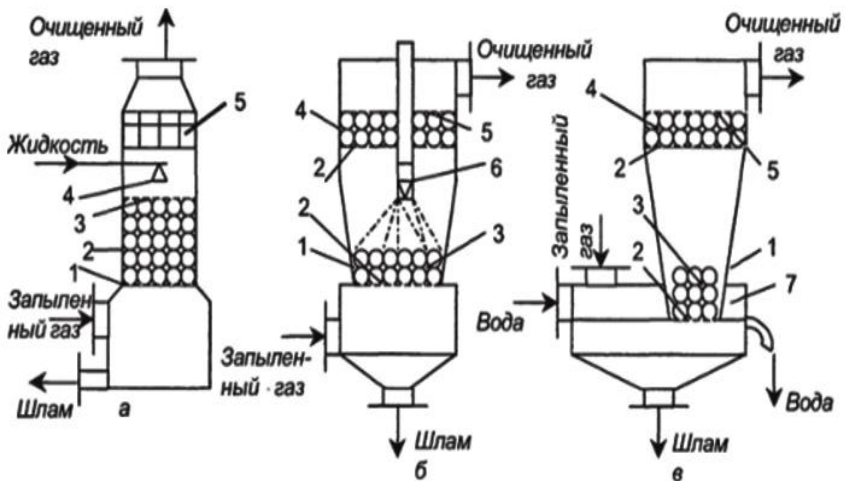 Очищенный
газ
5
Жидкость
4
3
2
1
Запылен
ный газ
Шлам
а
Очищенный
газ
4
5
2
6
2
1
3
Запылен-
ный газ
Шлам
б
Очищенный
газ
4
2
5
Запыленный
газ
3
2
1
7
Вода
Вода
Шлам
в